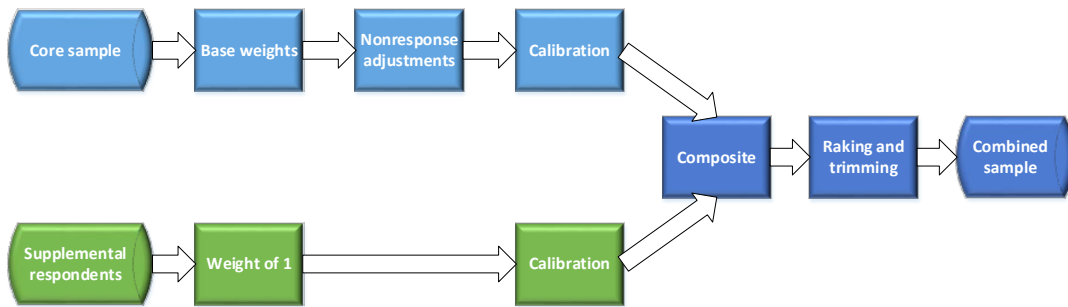 Core sample
Base weights
Nonresponse
adjustments
Calibration
Composite
Raking and
trimming
Combined
sample
Supplemental
respondents
Weight of 1
Calibration